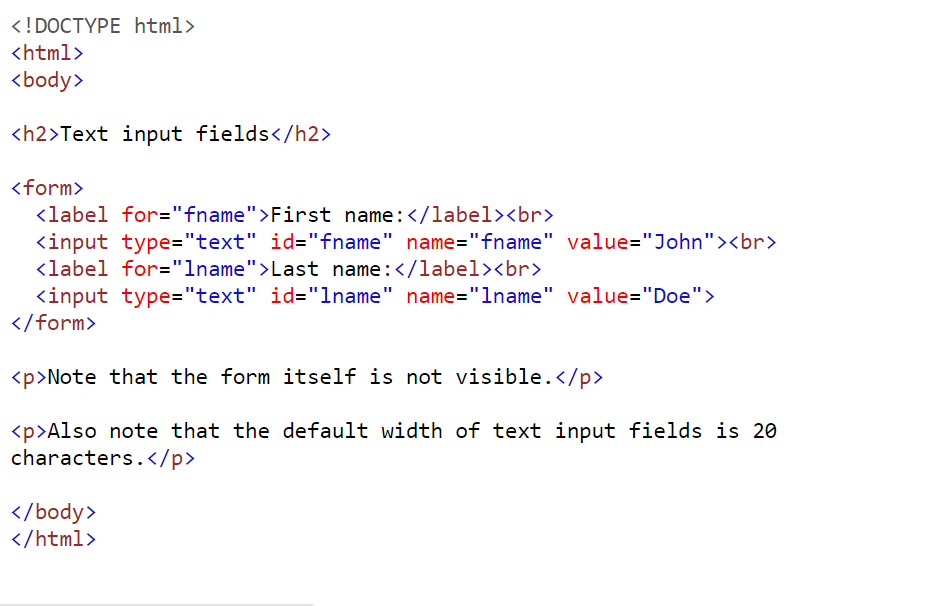 <!DOCTYPE html>
<html>
<body>
<h2>Text input fields</h2>
<form>
<label for="fname">First name:</label><br>
<input type="text" id="fname" name="fname" value="John"><br>
<label for="lname">Last name:</label><br>
<input type="text" id="lname" name="lname" value="Doe">
</form>
<p>Note that the form itself is not visible.</p>
<p>Also note that the default width of text input fields is 20
characters.</p>
</body>
</html>